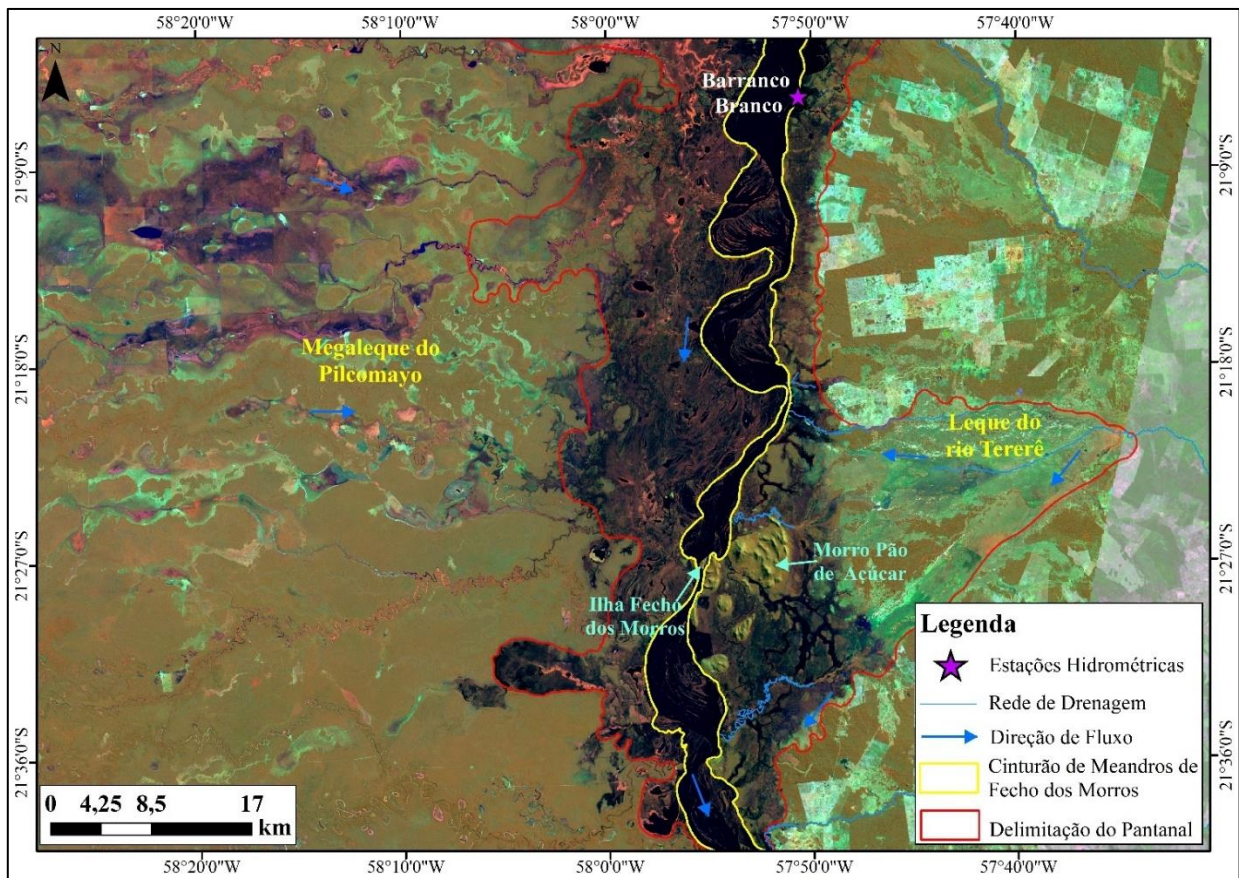 58°20'0"W 58°10'0"W 58°0'0"W 57°50'0"W 57°40'0"W
N
Barranco
Branco
21°9'0"S 21°9'0"S
Megaleque do
Pilcomayo
21°18'0"S 21°18'0"S
Leque do
rio Tererê
Morro Pão
de Açúcar
21°27'0"S 21°27'0"S
Ilha Fecho
dos Morros
Legenda
Estações Hidrométricas
Rede de Drenagem
Direção de Fluxo
Cinturão de Meandros de
Fecho dos Morros
Delimitação do Pantanal
21°36'0"S 21°36'0"S
0 4,25 8,5 17
km
58°20'0"W 58°10'0"W 58°0'0"W 57°50'0"W 57°40'0"W